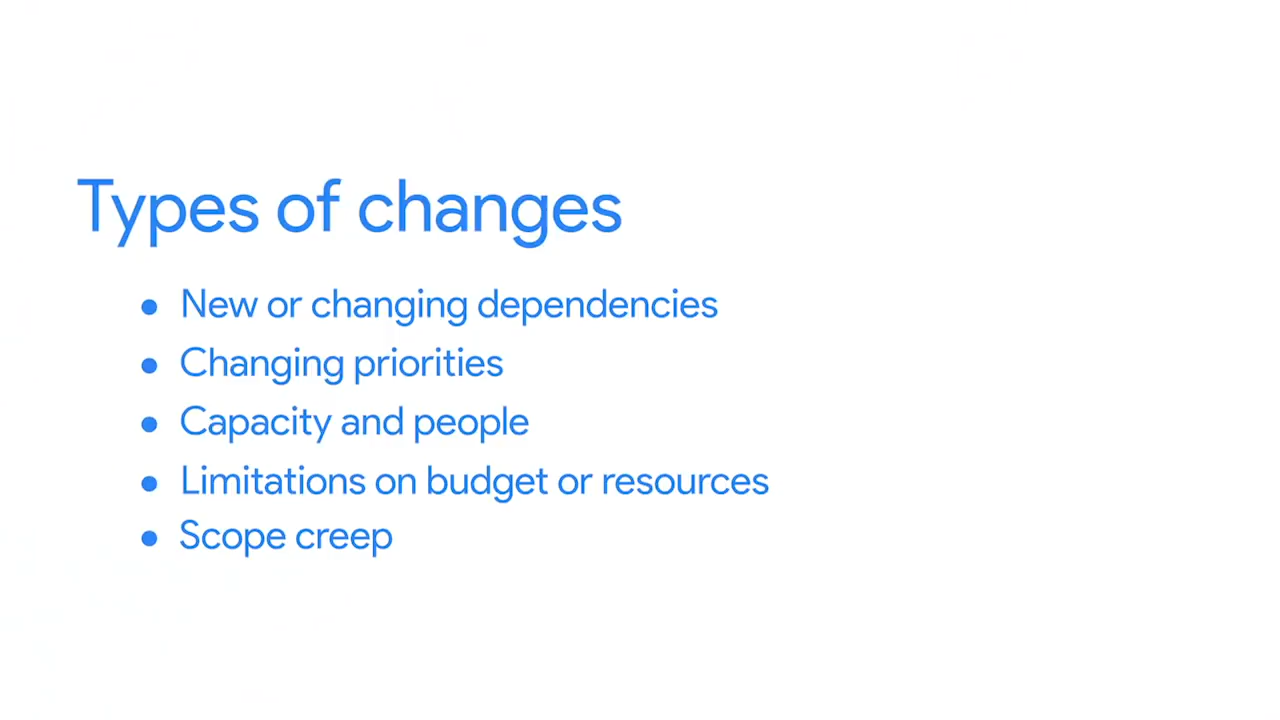 Types of changes
● New or changing dependencies
● Changing priorities
● Capacity and people
● Limitations on budget or resources
● Scope creep